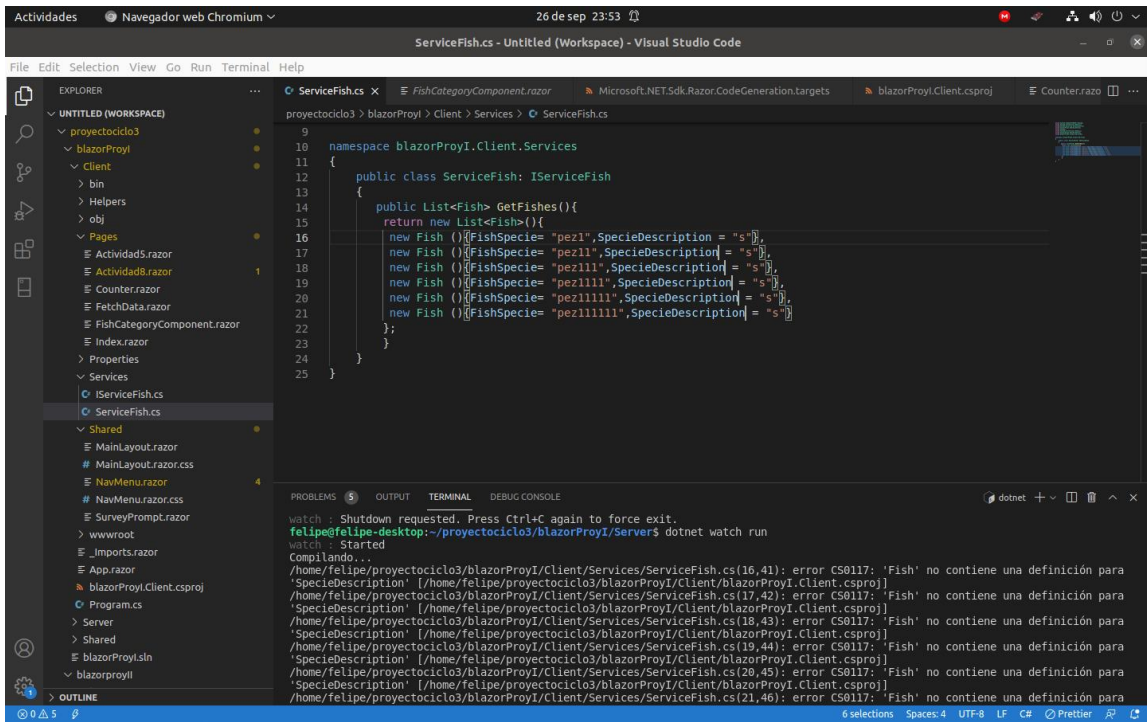 Actividades Navegador web Chromium 26 de sep 23:53
ServiceFish.cs - Untitled (Workspace) - Visual Studio Code
File Edit Selection View Go Run Terminal Help
EXPLORER ...
UNTITLED (WORKSPACE)
proyectociclo3
blazorProyI
Client
bin
Helpers
obj
Pages
Actividad5.razor
Actividad8.razor 1
Counter.razor
FetchData.razor
FishCategoryComponent.razor
Index.razor
Properties
Services
IServiceFish.cs
ServiceFish.cs
Shared
MainLayout.razor
MainLayout.razor.css
NavMenu.razor 4
NavMenu.razor.css
SurveyPrompt.razor
wwwroot
_Imports.razor
App.razor
blazorProyI.Client.csproj
Program.cs
Server
Shared
blazorProyI.sln
blazorproyII
OUTLINE
ServiceFish.cs FishCategoryComponent.razor Microsoft.NET.Sdk.Razor.CodeGeneration.targets blazorProyI.Client.csproj Counter.razo ...
proyectociclo3 > blazorProyI > Client > Services > ServiceFish.cs
9
10 namespace blazorProyI.Client.Services
11 {
12 public class ServiceFish: IServiceFish
13 {
14 public List<Fish> GetFishes(){
15 return new List<Fish>(){
16 new Fish (){FishSpecie= "pez1",SpecieDescription = "s"},
17 new Fish (){FishSpecie= "pez11",SpecieDescription = "s"},
18 new Fish (){FishSpecie= "pez111",SpecieDescription = "s"},
19 new Fish (){FishSpecie= "pez1111",SpecieDescription = "s"},
20 new Fish (){FishSpecie= "pez11111",SpecieDescription = "s"},
21 new Fish (){FishSpecie= "pez111111",SpecieDescription = "s"}
22 };
23 }
24 }
25 }
PROBLEMS 5 OUTPUT TERMINAL DEBUG CONSOLE dotnet
watch : Shutdown requested. Press Ctrl+C again to force exit.
felipe@felipe-desktop:~/proyectociclo3/blazorProyI/Server$ dotnet watch run
watch : Started
Compilando...
/home/felipe/proyectociclo3/blazorProyI/Client/Services/ServiceFish.cs(16,41): error CS0117: 'Fish' no contiene una definición para
'SpecieDescription' [/home/felipe/proyectociclo3/blazorProyI/Client/blazorProyI.Client.csproj]
/home/felipe/proyectociclo3/blazorProyI/Client/Services/ServiceFish.cs(17,42): error CS0117: 'Fish' no contiene una definición para
'SpecieDescription' [/home/felipe/proyectociclo3/blazorProyI/Client/blazorProyI.Client.csproj]
/home/felipe/proyectociclo3/blazorProyI/Client/Services/ServiceFish.cs(18,43): error CS0117: 'Fish' no contiene una definición para
'SpecieDescription' [/home/felipe/proyectociclo3/blazorProyI/Client/blazorProyI.Client.csproj]
/home/felipe/proyectociclo3/blazorProyI/Client/Services/ServiceFish.cs(19,44): error CS0117: 'Fish' no contiene una definición para
'SpecieDescription' [/home/felipe/proyectociclo3/blazorProyI/Client/blazorProyI.Client.csproj]
/home/felipe/proyectociclo3/blazorProyI/Client/Services/ServiceFish.cs(20,45): error CS0117: 'Fish' no contiene una definición para
'SpecieDescription' [/home/felipe/proyectociclo3/blazorProyI/Client/blazorProyI.Client.csproj]
/home/felipe/proyectociclo3/blazorProyI/Client/Services/ServiceFish.cs(21,46): error CS0117: 'Fish' no contiene una definición para
0 5 6 selections Spaces: 4 UTF-8 LF C# Prettier